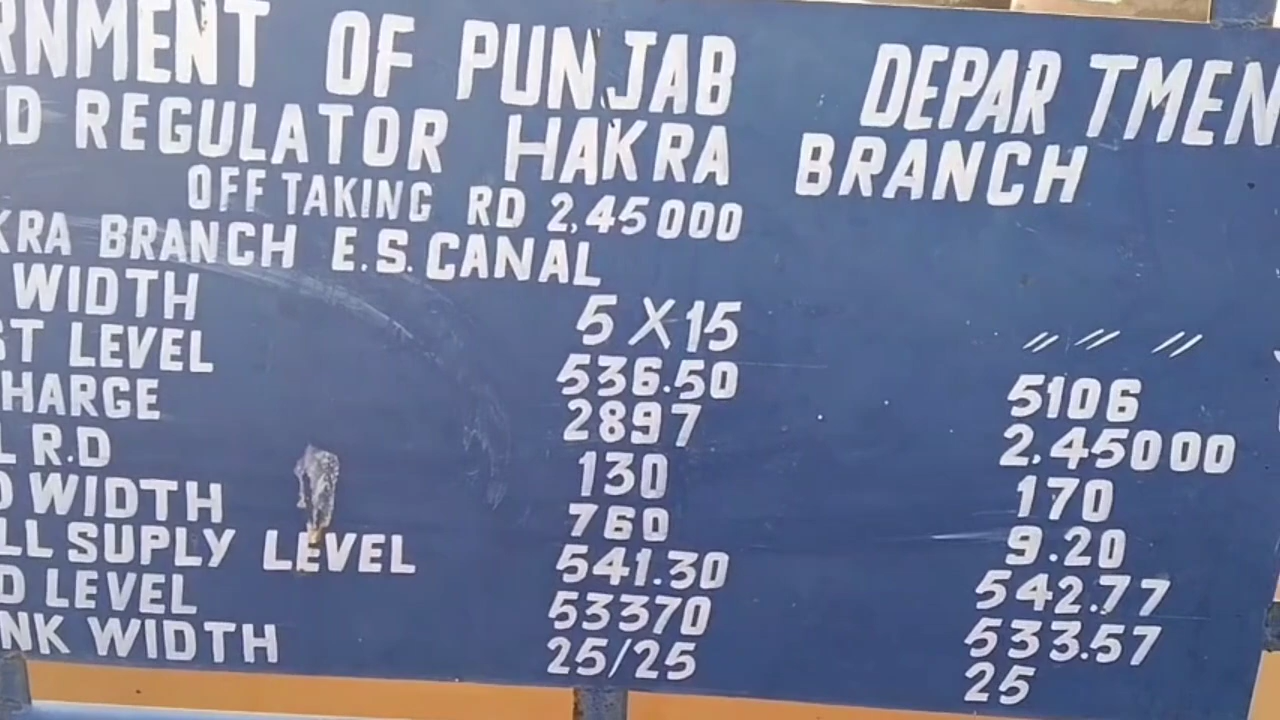 RNMENT OF PUNJAB DEPARTMEN
D REGULATOR HAKRA BRANCH
OFF TAKING RD 2,45000
KRA BRANCH E.S. CANAL
WIDTH 5 X 15 " " "
ST LEVEL 536.50 5106
HARGE 2897 2.45000
L R.D 130 170
D WIDTH 760 9.20
LL SUPLY LEVEL 541.30 542.77
D LEVEL 53370 533.57
NK WIDTH 25/25 25